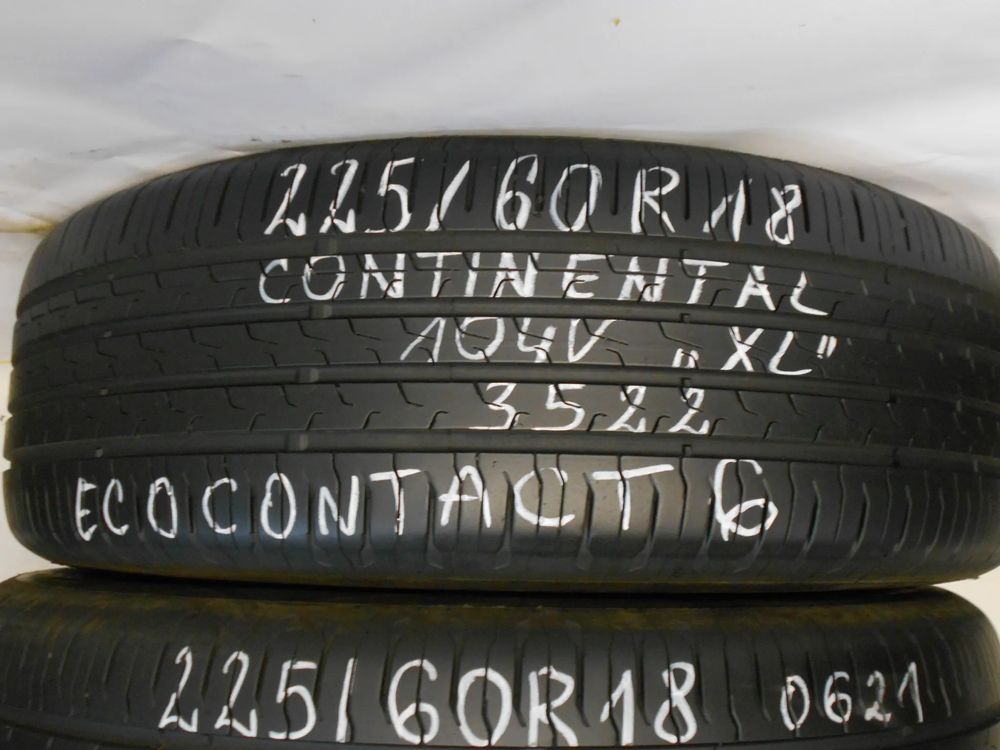 225/60R18
CONTINENTAL
104V „XL”
3522
ECOCONTACT 6
225/60R18 0621